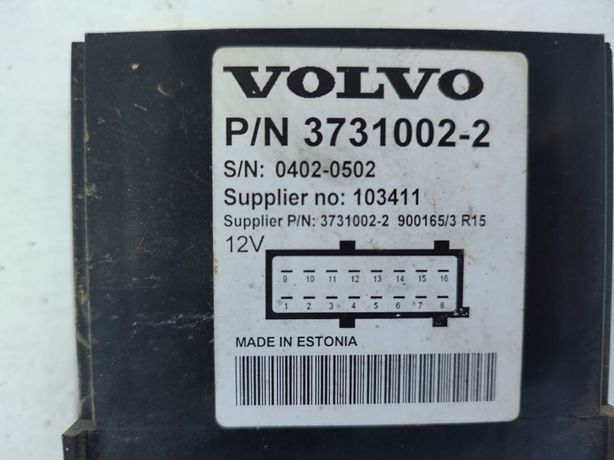 VOLVO
P/N 3731002-2
S/N: 0402-0502
Supplier no: 103411
Supplier P/N: 3731002-2 900165/3 R15
12V
9 10 11 12 13 14 15 16
1 2 3 4 5 6 7 8
MADE IN ESTONIA